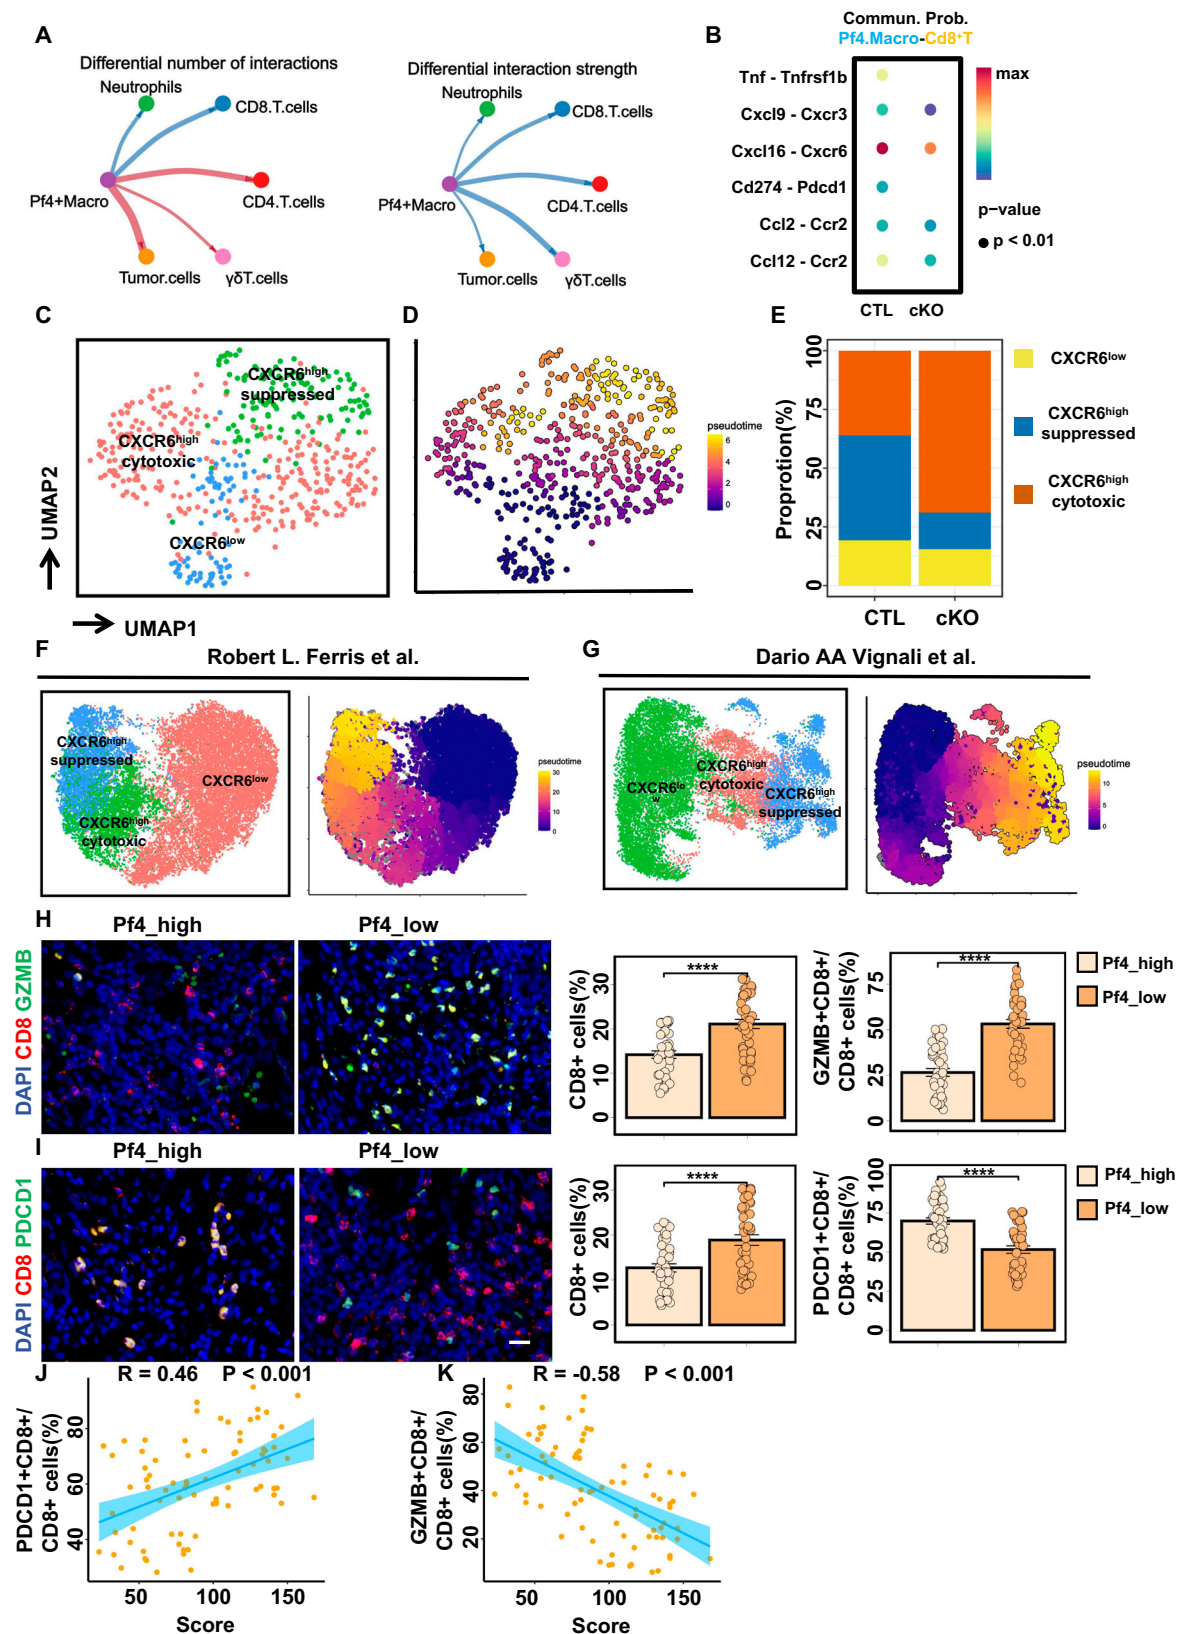 A
Differential number of interactions
Neutrophils
CD8.T.cells
Pf4+Macro
CD4.T.cells
Tumor.cells
γδT.cells
Differential interaction strength
Neutrophils
CD8.T.cells
Pf4+Macro
CD4.T.cells
Tumor.cells
γδT.cells
B
Commun. Prob.
Pf4.Macro-Cd8+T
Tnf - Tnfrsf1b
Cxcl9 - Cxcr3
Cxcl16 - Cxcr6
Cd274 - Pdcd1
Ccl2 - Ccr2
Ccl12 - Ccr2
CTL cKO
max
p-value
p < 0.01
C
CXCR6high
suppressed
CXCR6high
cytotoxic
CXCR6low
UMAP2
UMAP1
D
pseudotime
6
4
2
0
E
Proprotion(%)
100
75
50
25
0
CTL cKO
CXCR6low
CXCR6high
suppressed
CXCR6high
cytotoxic
F
Robert L. Ferris et al.
CXCR6high
suppressed
CXCR6low
CXCR6high
cytotoxic
pseudotime
30
20
10
0
G
Dario AA Vignali et al.
CXCR6lo
w
CXCR6high
cytotoxic
CXCR6high
suppressed
pseudotime
10
5
0
H
Pf4_high
Pf4_low
DAPI CD8 GZMB
CD8+ cells(%)
30
20
10
0
****
GZMB+CD8+/
CD8+ cells(%)
75
50
25
0
****
Pf4_high
Pf4_low
I
Pf4_high
Pf4_low
DAPI CD8 PDCD1
CD8+ cells(%)
30
20
10
0
****
PDCD1+CD8+/
CD8+ cells(%)
100
75
50
25
0
****
Pf4_high
Pf4_low
J
R = 0.46 P < 0.001
PDCD1+CD8+/
CD8+ cells(%)
80
60
40
50 100 150
Score
K
R = -0.58 P < 0.001
GZMB+CD8+/
CD8+ cells(%)
80
60
40
20
50 100 150
Score